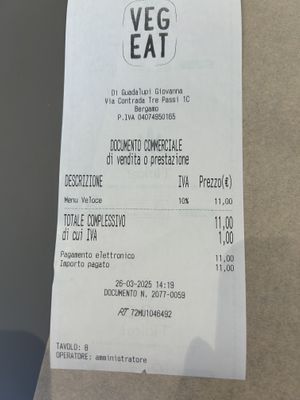 VEG
EAT
Di Guadalupi Giovanna
Via Contrada Tre Passi 1C
Bergamo
P.IVA 04074950165
DOCUMENTO COMMERCIALE
di vendita o prestazione
DESCRIZIONE IVA Prezzo(€)
Menu Veloce 10% 11,00
TOTALE COMPLESSIVO 11,00
di cui IVA 1,00
Pagamento elettronico 11,00
Importo pagato 11,00
26-03-2025 14:19
DOCUMENTO N. 2077-0059
RT 72MU1046492
TAVOLO: 8
OPERATORE: amministratore